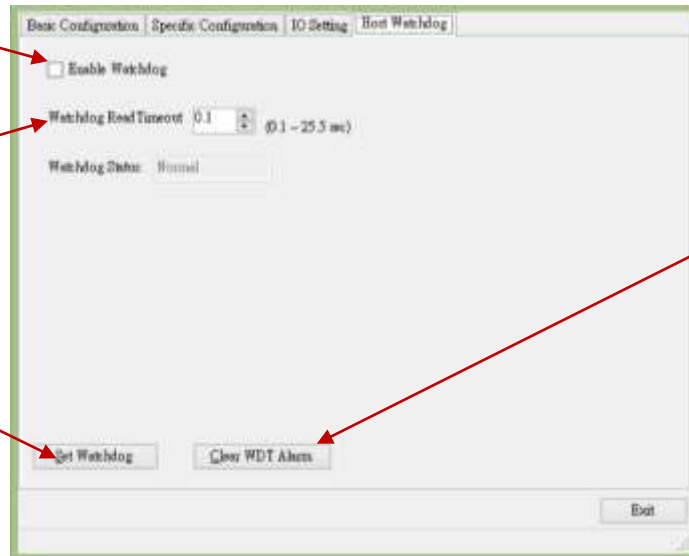 Basic Configuration Specific Configuration IO Setting Host Watchdog
Enable Watchdog
Watchdog Read Timeout 0.1 (0.1 ~ 25.5 sec)
Watchdog Status Normal
Set Watchdog Clear WDT Alarm
Exit